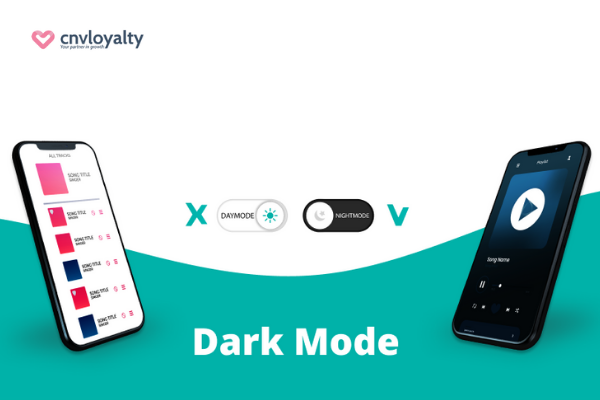 cnvloyalty
Your partner in growth
ALL TRACKS
SONG TITLE
SINGER
SONG TITLE
SINGER
SONG TITLE
SINGER
SONG TITLE
SINGER
SONG TITLE
SINGER
SONG TITLE
SINGER
X
DAYMODE
NIGHTMODE
V
Playlist
Song Name
Dark Mode